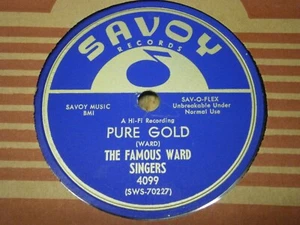 SAVOY
RECORDS
SAVOY MUSIC
BMI
SAV-O-FLEX
Unbreakable Under
Normal Use
A Hi-Fi Recording
PURE GOLD
(WARD)
THE FAMOUS WARD
SINGERS
4099
(SWS-70227)